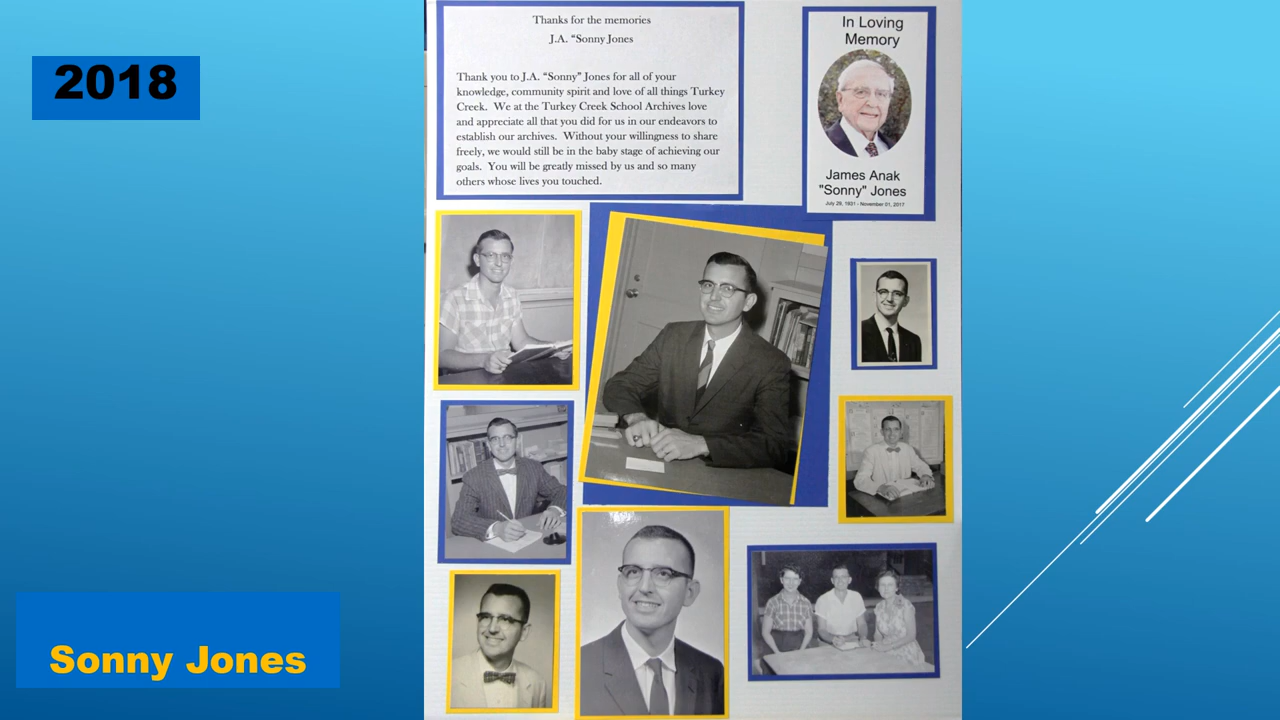 2018
Thanks for the memories
J.A. “Sonny Jones
Thank you to J.A. “Sonny” Jones for all of your
knowledge, community spirit and love of all things Turkey
Creek. We at the Turkey Creek School Archives love
and appreciate all that you did for us in our endeavors to
establish our archives. Without your willingness to share
freely, we would still be in the baby stage of achieving our
goals. You will be greatly missed by us and so many
others whose lives you touched.
In Loving
Memory
James Anak
"Sonny" Jones
July 29, 1931 - November 01, 2017
Sonny Jones